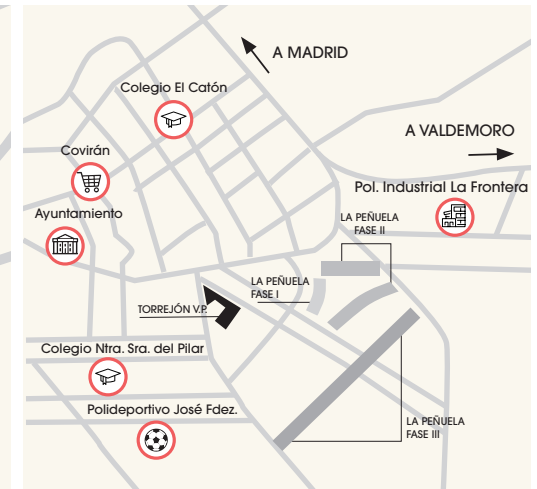 A MADRID
Colegio El Catón
A VALDEMORO
Covirán
Pol. Industrial La Frontera
Ayuntamiento
LA PEÑUELA
FASE II
LA PEÑUELA
FASE I
TORREJÓN V.P.
Colegio Ntra. Sra. del Pilar
Polideportivo José Fdez.
LA PEÑUELA
FASE III